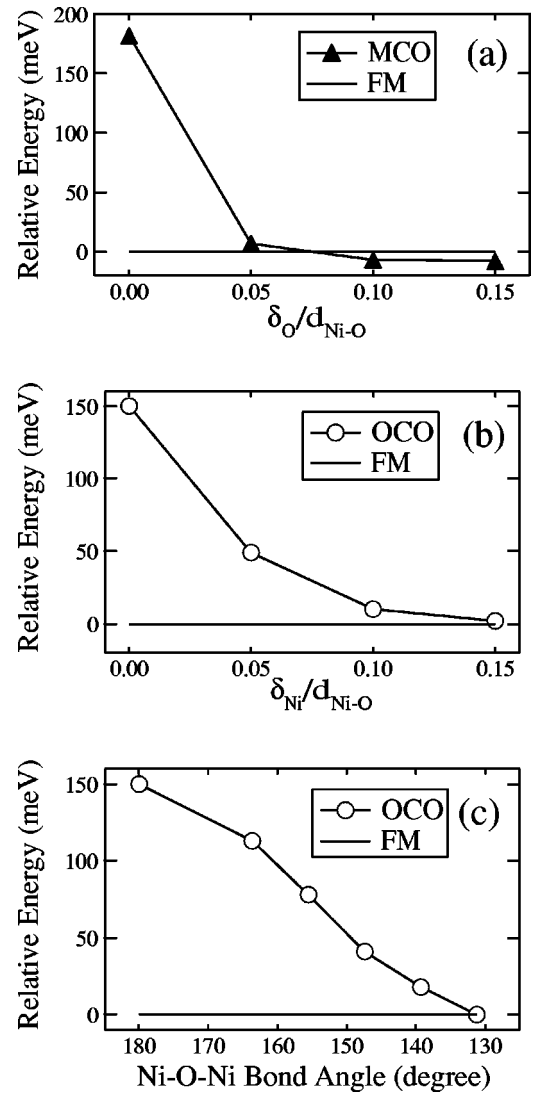 200
150
100
50
0
Relative Energy (meV)
MCO
FM
(a)
0.00 0.05 0.10 0.15
δO/dNi-O
150
100
50
0
Relative Energy (meV)
OCO
FM
(b)
0.00 0.05 0.10 0.15
δNi/dNi-O
150
100
50
0
Relative Energy (meV)
OCO
FM
(c)
180 170 160 150 140 130
Ni-O-Ni Bond Angle (degree)